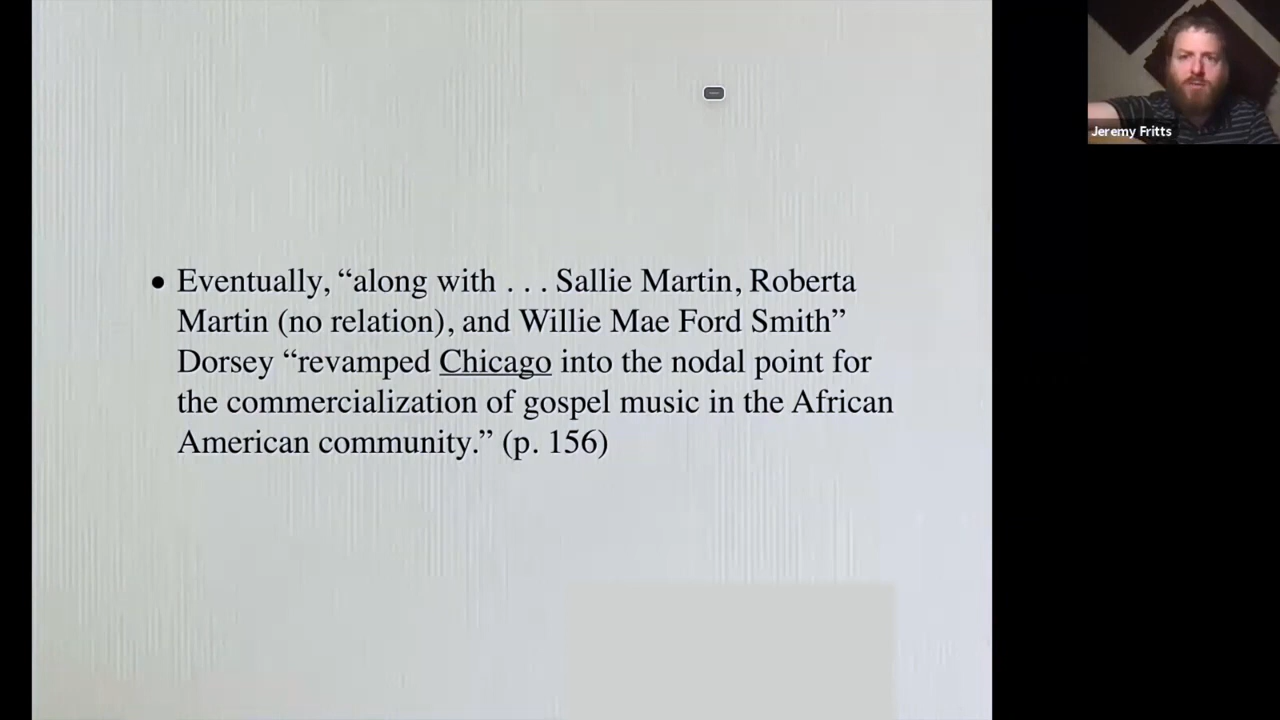 • Eventually, “along with . . . Sallie Martin, Roberta
Martin (no relation), and Willie Mae Ford Smith”
Dorsey “revamped Chicago into the nodal point for
the commercialization of gospel music in the African
American community.” (p. 156)
Jeremy Fritts